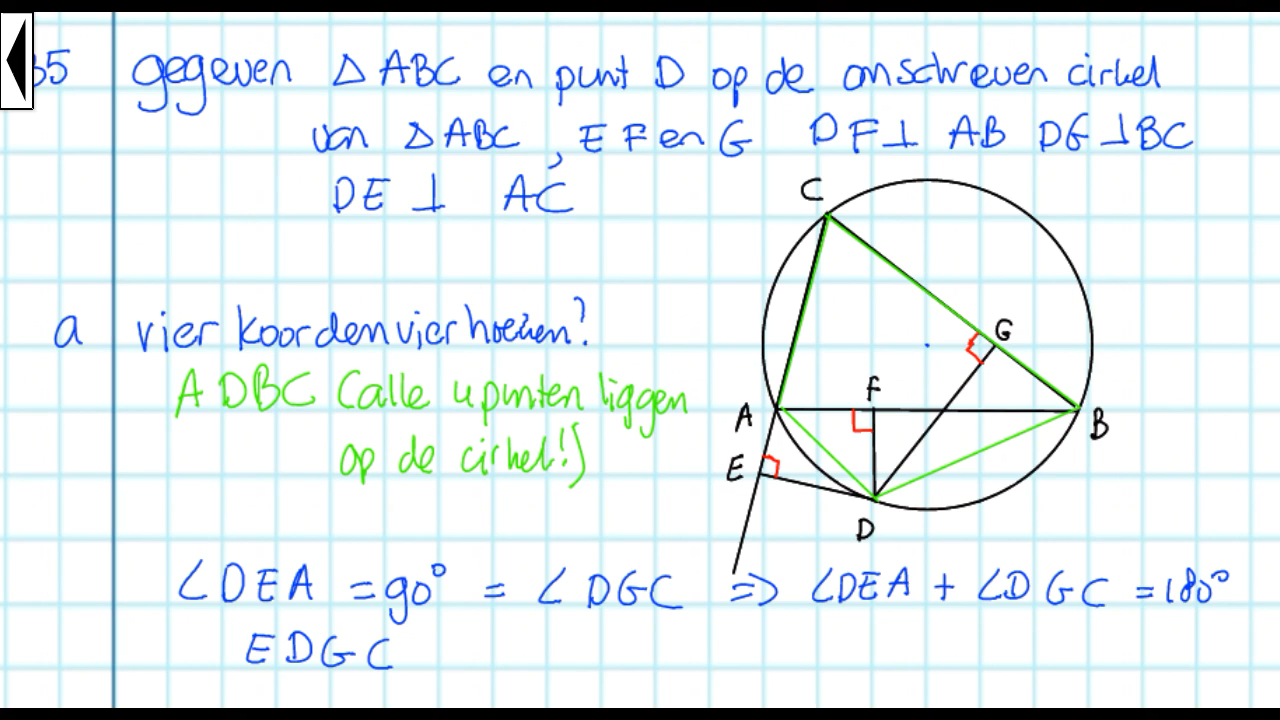 35 gegeven △ABC en punt D op de omschreven cirkel
van △ABC, E F en G DF⊥ AB DG⊥BC
DE ⊥ AC
a vier koordenvierhoeken?
ADBC (alle 4 punten liggen
op de cirkel!)
C
G
F
A
B
E
D
∠DEA = 90° = ∠DGC => ∠DEA + ∠DGC = 180°
EDGC